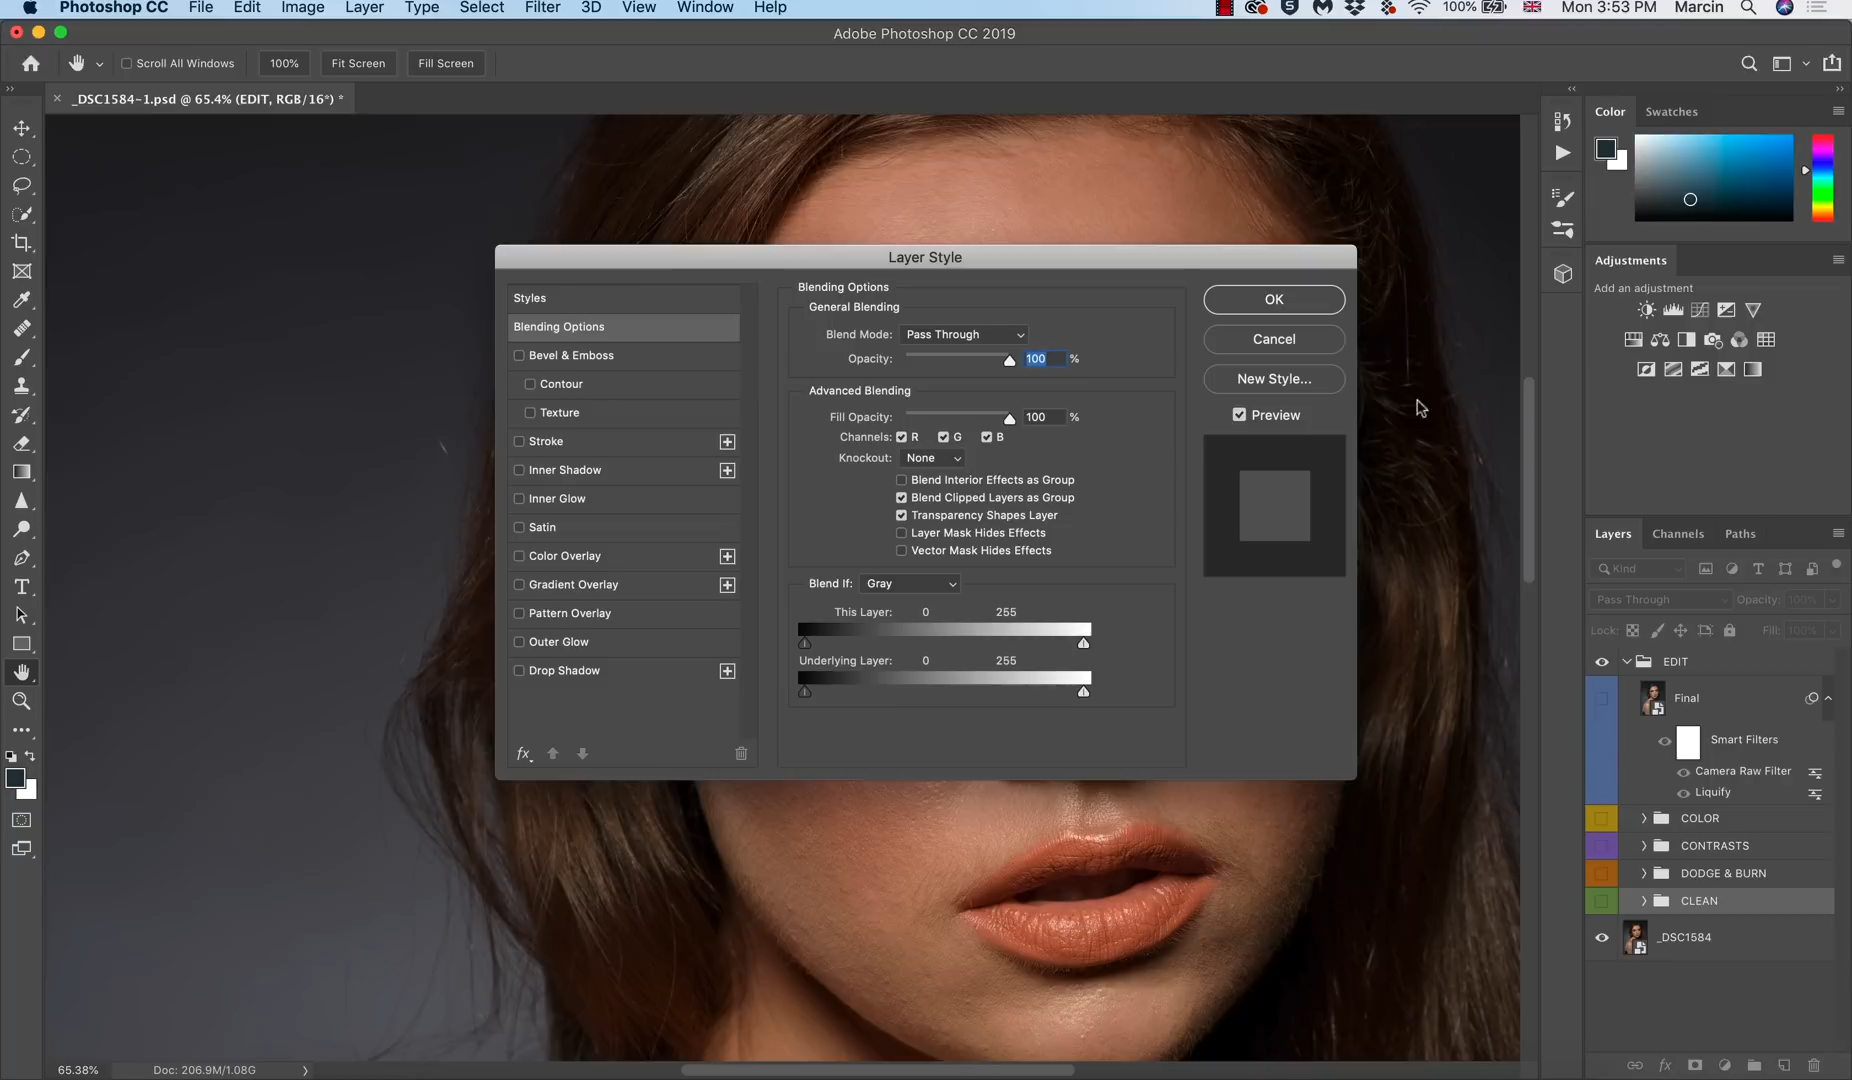 Photoshop CC File Edit Image Layer Type Select Filter 3D View Window Help 100% Mon 3:53 PM Marcin
Adobe Photoshop CC 2019
Scroll All Windows 100% Fit Screen Fill Screen
_DSC1584-1.psd @ 65.4% (EDIT, RGB/16*) *
Color Swatches
Adjustments
Add an adjustment
Layer Style
Styles
Blending Options
Bevel & Emboss
Contour
Texture
Stroke
Inner Shadow
Inner Glow
Satin
Color Overlay
Gradient Overlay
Pattern Overlay
Outer Glow
Drop Shadow
fx
Blending Options
General Blending
Blend Mode: Pass Through
Opacity: 100 %
Advanced Blending
Fill Opacity: 100 %
Channels: R G B
Knockout: None
Blend Interior Effects as Group
Blend Clipped Layers as Group
Transparency Shapes Layer
Layer Mask Hides Effects
Vector Mask Hides Effects
Blend If: Gray
This Layer: 0 255
Underlying Layer: 0 255
OK
Cancel
New Style...
Preview
Layers Channels Paths
Kind
Pass Through Opacity: 100%
Lock: Fill: 100%
EDIT
Final
Smart Filters
Camera Raw Filter
Liquify
COLOR
CONTRASTS
DODGE & BURN
CLEAN
_DSC1584
fx
65.38% Doc: 206.9M/1.08G